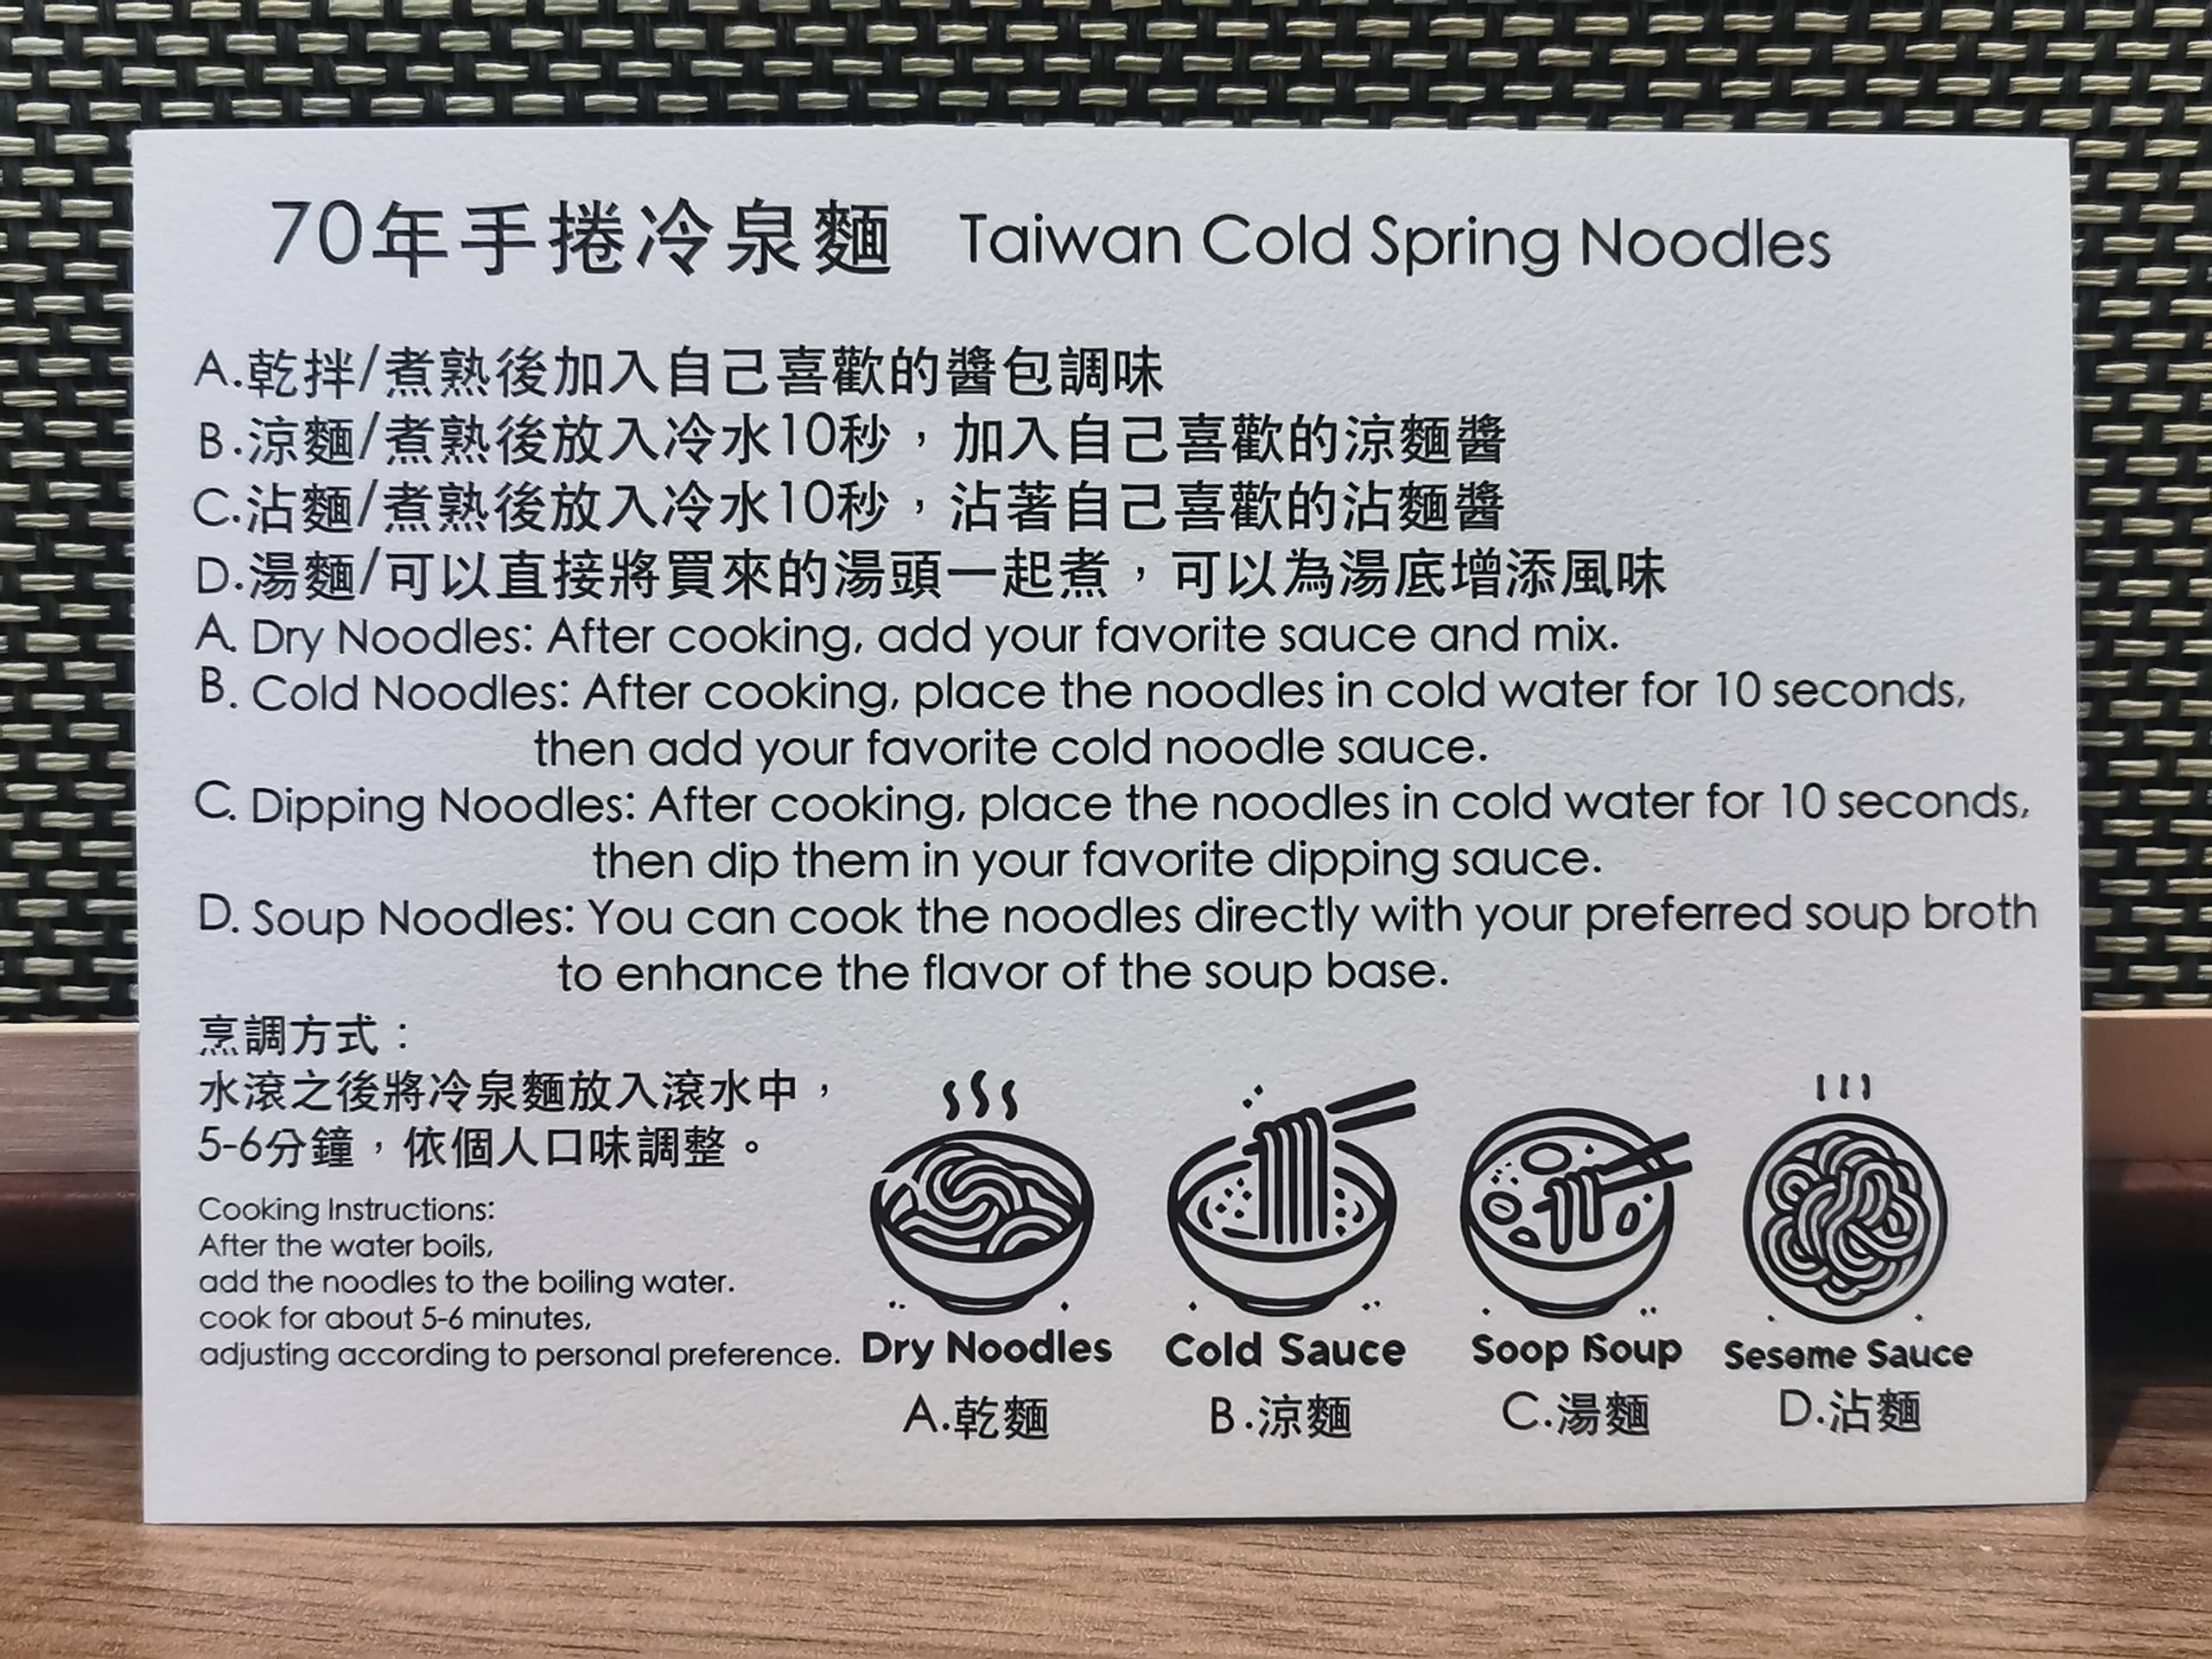 70年手捲冷泉麵 Taiwan Cold Spring Noodles
A.乾拌/煮熟後加入自己喜歡的醬包調味
B.涼麵/煮熟後放入冷水10秒，加入自己喜歡的涼麵醬
C.沾麵/煮熟後放入冷水10秒，沾著自己喜歡的沾麵醬
D.湯麵/可以直接將買來的湯頭一起煮，可以為湯底增添風味
A. Dry Noodles: After cooking, add your favorite sauce and mix.
B. Cold Noodles: After cooking, place the noodles in cold water for 10 seconds,
then add your favorite cold noodle sauce.
C. Dipping Noodles: After cooking, place the noodles in cold water for 10 seconds,
then dip them in your favorite dipping sauce.
D. Soup Noodles: You can cook the noodles directly with your preferred soup broth
to enhance the flavor of the soup base.
烹調方式：
水滾之後將冷泉麵放入滾水中，
5-6分鐘，依個人口味調整。
Cooking Instructions:
After the water boils,
add the noodles to the boiling water.
cook for about 5-6 minutes,
adjusting according to personal preference.
Dry Noodles Cold Sauce Soop Soup Seseme Sauce
A.乾麵 B.涼麵 C.湯麵 D.沾麵